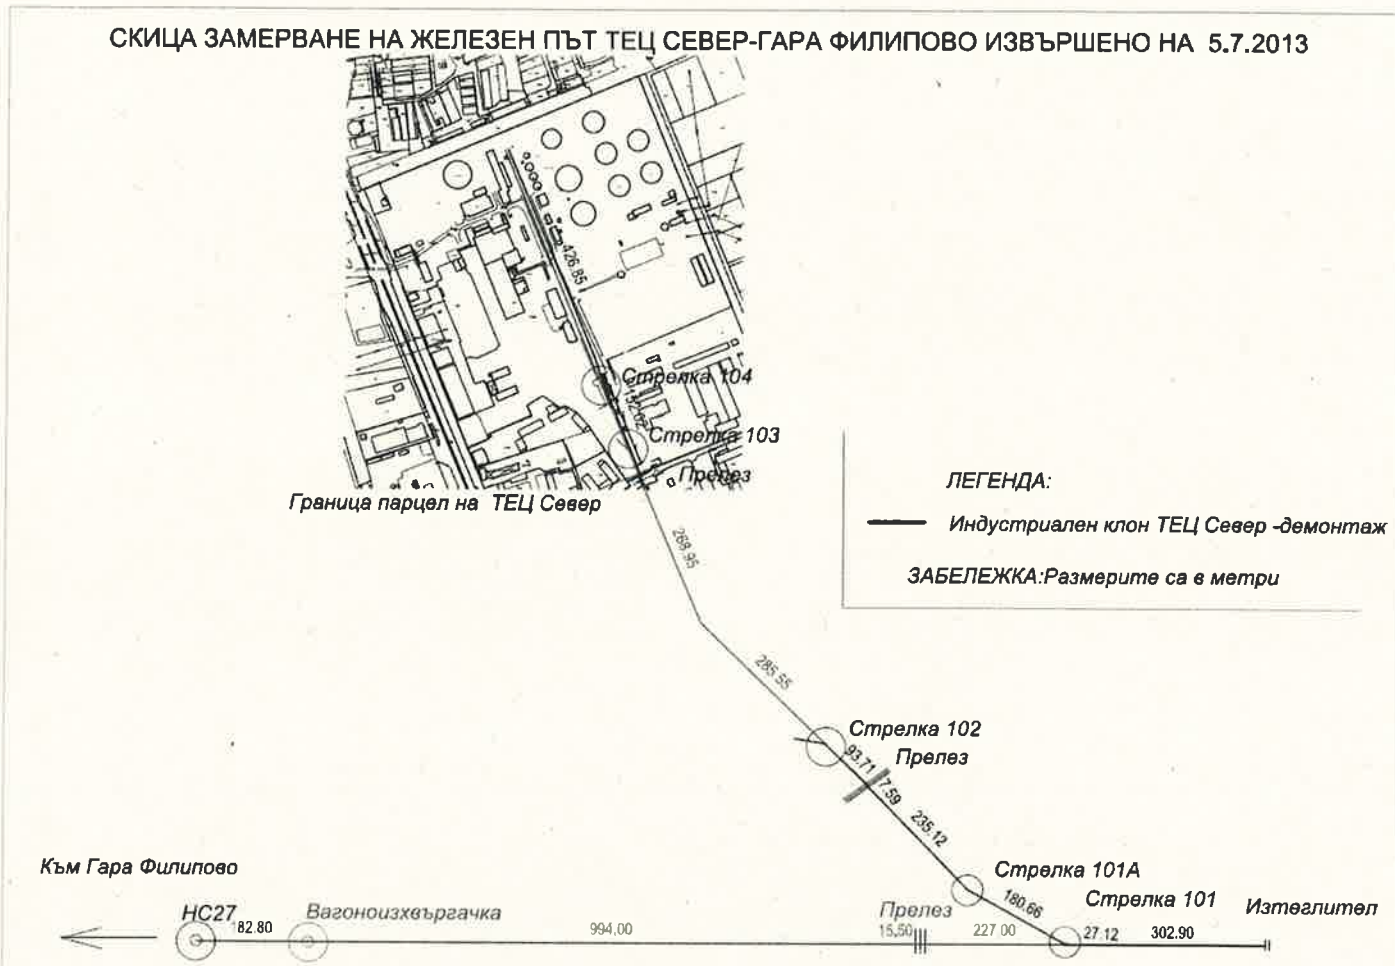 СКИЦА ЗАМЕРВАНЕ НА ЖЕЛЕЗЕН ПЪТ ТЕЦ СЕВЕР-ГАРА ФИЛИПОВО ИЗВЪРШЕНО НА 5.7.2013
426.85
Стрелка 104
Стрелка 103
Прелез
Граница парцел на ТЕЦ Север
ЛЕГЕНДА:
Индустриален клон ТЕЦ Север -демонтаж
ЗАБЕЛЕЖКА:Размерите са в метри
268.95
285.55
Стрелка 102
93.71
Прелез
7.59
235.12
Стрелка 101А
180.66
Стрелка 101
Изтеглител
Към Гара Филипово
НС27
182.80
Вагоноизхвъргачка
994,00
Прелез
15,50
227.00
27.12
302.90